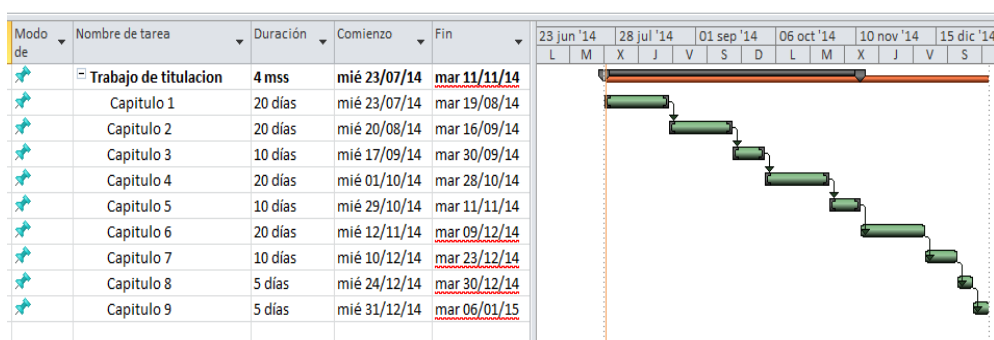 Modo de Nombre de tarea Duración Comienzo Fin
23 jun '14 28 jul '14 01 sep '14 06 oct '14 10 nov '14 15 dic '14
L M X J V S D L M X J V S
Trabajo de titulacion 4 mss mié 23/07/14 mar 11/11/14
Capitulo 1 20 días mié 23/07/14 mar 19/08/14
Capitulo 2 20 días mié 20/08/14 mar 16/09/14
Capitulo 3 10 días mié 17/09/14 mar 30/09/14
Capitulo 4 20 días mié 01/10/14 mar 28/10/14
Capitulo 5 10 días mié 29/10/14 mar 11/11/14
Capitulo 6 20 días mié 12/11/14 mar 09/12/14
Capitulo 7 10 días mié 10/12/14 mar 23/12/14
Capitulo 8 5 días mié 24/12/14 mar 30/12/14
Capitulo 9 5 días mié 31/12/14 mar 06/01/15